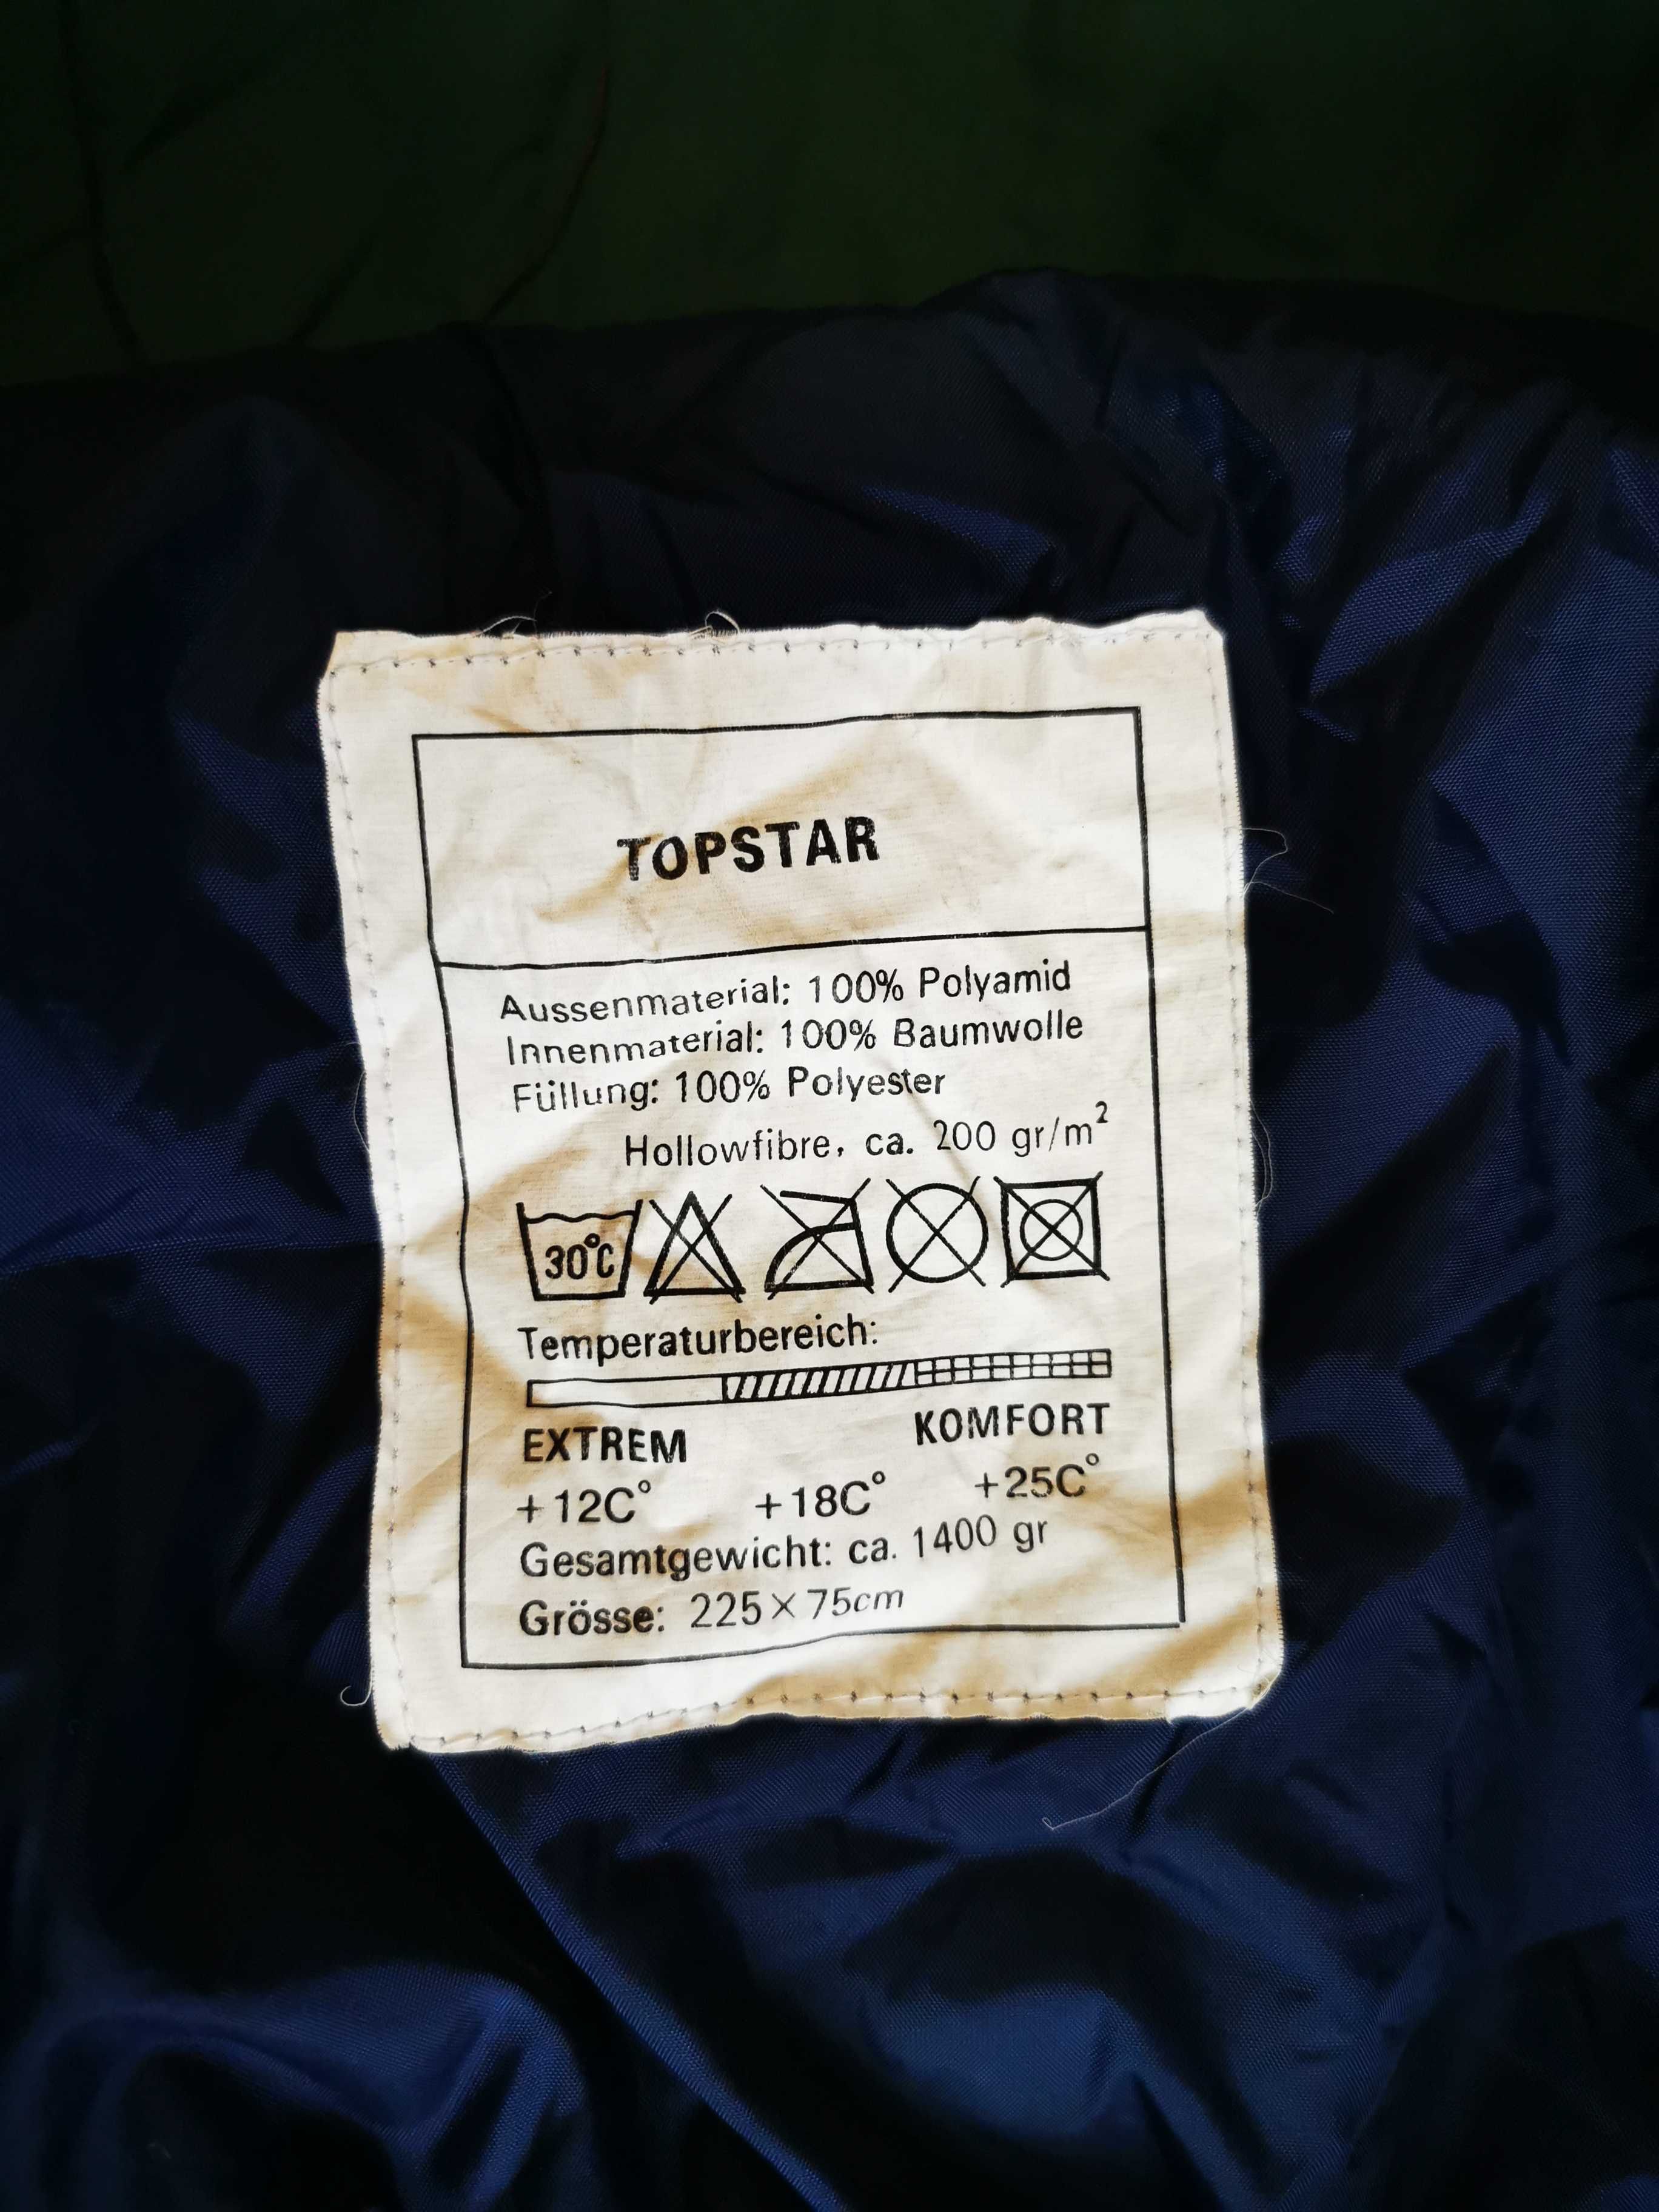 TOPSTAR
Aussenmaterial: 100% Polyamid
Innenmaterial: 100% Baumwolle
Füllung: 100% Polyester
Hollowfibre, ca. 200 gr/m²
30°C
Temperaturbereich:
EXTREM KOMFORT
+12C° +18C° +25C°
Gesamtgewicht: ca. 1400 gr
Grösse: 225×75cm